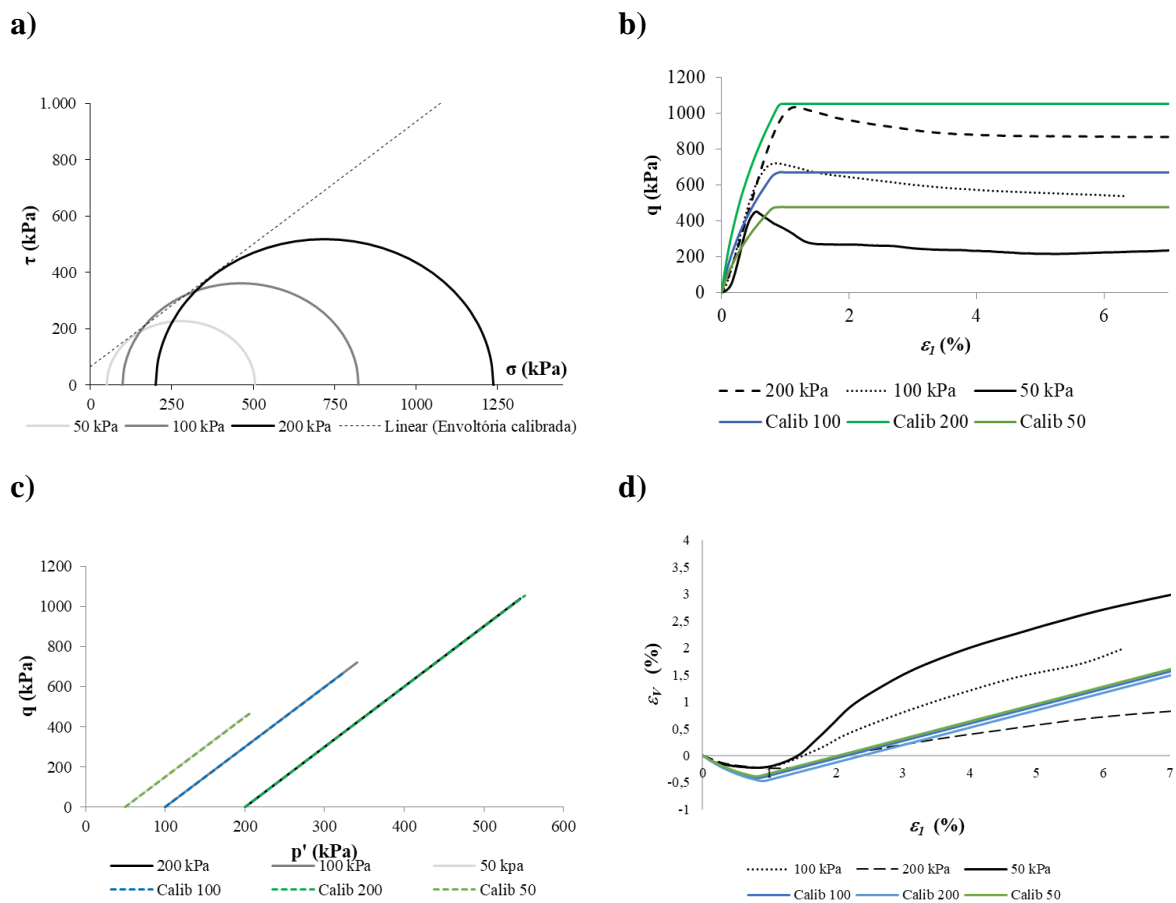 a)
1.000
800
600
400
200
0
τ (kPa)
0 250 500 750 1000 1250
σ (kPa)
50 kPa 100 kPa 200 kPa Linear (Envoltória calibrada)
b)
1200
1000
800
600
400
200
0
q (kPa)
0 2 4 6
ε1 (%)
200 kPa 100 kPa 50 kPa
Calib 100 Calib 200 Calib 50
c)
1200
1000
800
600
400
200
0
q (kPa)
0 100 200 300 400 500 600
p' (kPa)
200 kPa 100 kPa 50 kpa
Calib 100 Calib 200 Calib 50
d)
4
3,5
3
2,5
2
1,5
1
0,5
0
-0,5
-1
εV (%)
0 1 2 3 4 5 6 7
ε1 (%)
100 kPa 200 kPa 50 kPa
Calib 100 Calib 200 Calib 50